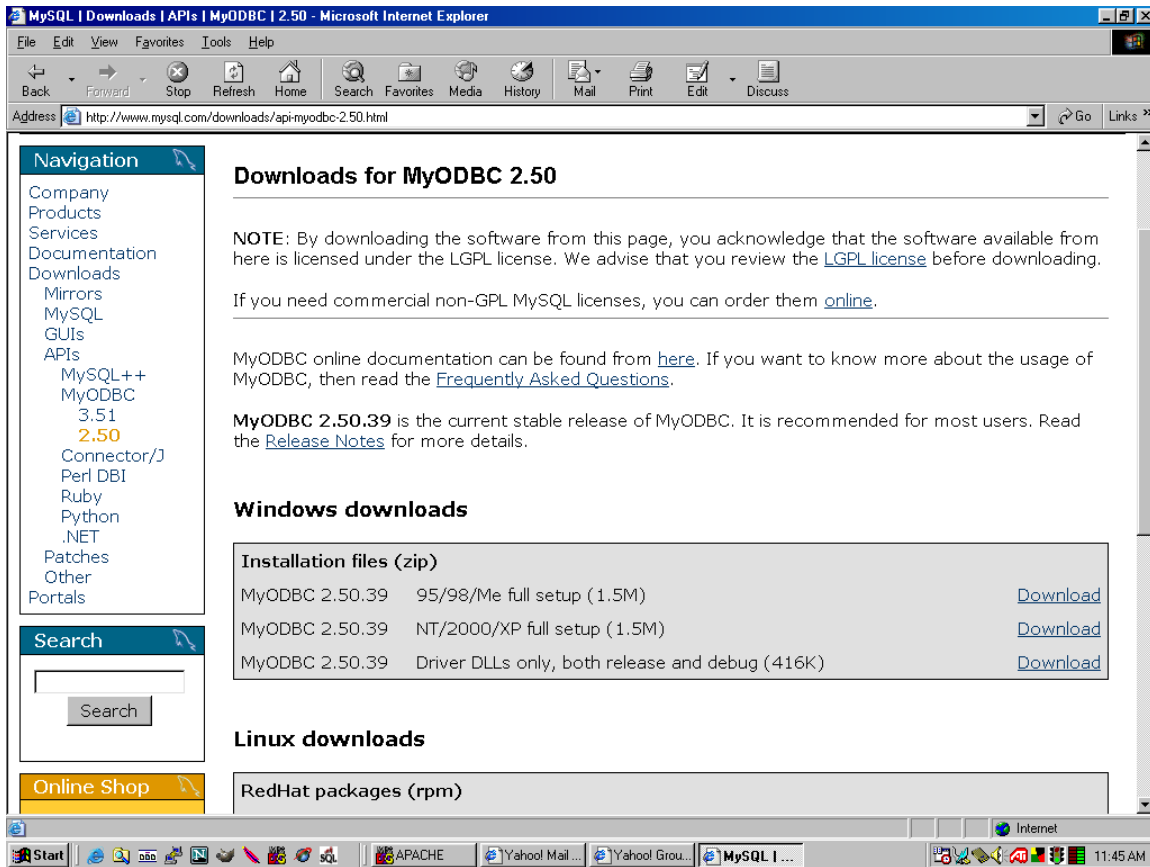 MySQL | Downloads | APIs | MyODBC | 2.50 - Microsoft Internet Explorer
File Edit View Favorites Tools Help
Back Forward Stop Refresh Home Search Favorites Media History Mail Print Edit Discuss
Address http://www.mysql.com/downloads/api-myodbc-2.50.html Go Links »
Navigation
Company
Products
Services
Documentation
Downloads
Mirrors
MySQL
GUIs
APIs
MySQL++
MyODBC
3.51
2.50
Connector/J
Perl DBI
Ruby
Python
.NET
Patches
Other
Portals
Search
Search
Online Shop
Downloads for MyODBC 2.50
NOTE: By downloading the software from this page, you acknowledge that the software available from
here is licensed under the LGPL license. We advise that you review the LGPL license before downloading.
If you need commercial non-GPL MySQL licenses, you can order them online.
MyODBC online documentation can be found from here. If you want to know more about the usage of
MyODBC, then read the Frequently Asked Questions.
MyODBC 2.50.39 is the current stable release of MyODBC. It is recommended for most users. Read
the Release Notes for more details.
Windows downloads
Installation files (zip)
MyODBC 2.50.39 95/98/Me full setup (1.5M) Download
MyODBC 2.50.39 NT/2000/XP full setup (1.5M) Download
MyODBC 2.50.39 Driver DLLs only, both release and debug (416K) Download
Linux downloads
RedHat packages (rpm)
Internet
Start SQL APACHE Yahoo! Mail ... Yahoo! Grou... MySQL | ... 11:45 AM